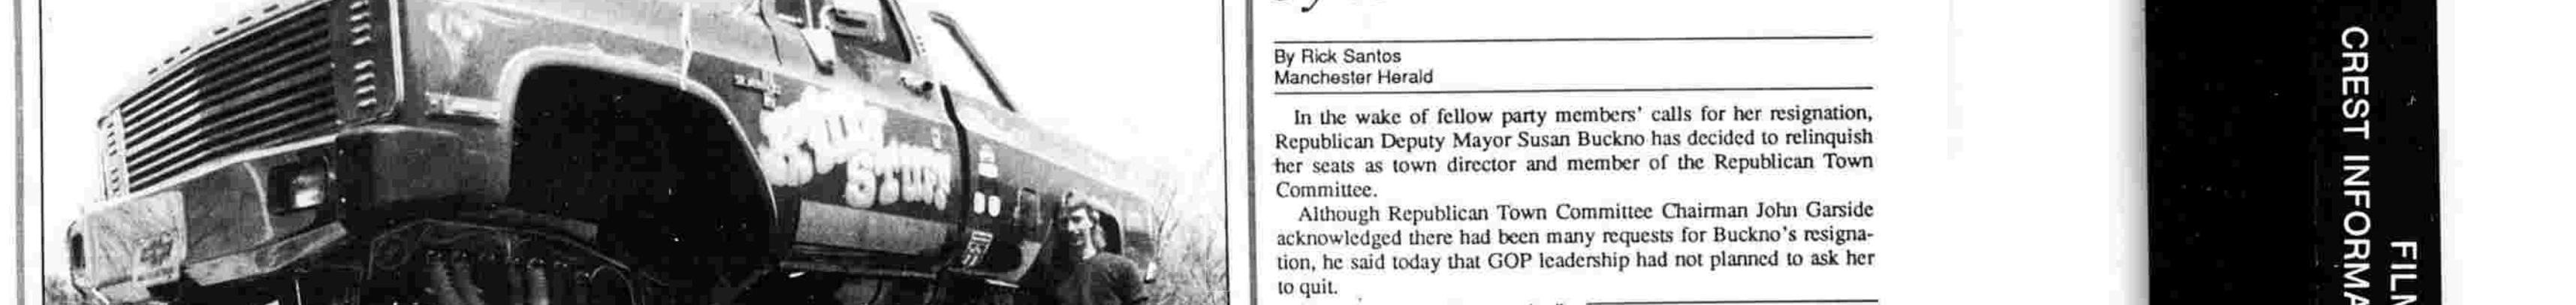 By Rick Santos
Manchester Herald
In the wake of fellow party members' calls for her resignation,
Republican Deputy Mayor Susan Buckno has decided to relinquish
her seats as town director and member of the Republican Town
Committee.
Although Republican Town Committee Chairman John Garside
acknowledged there had been many requests for Buckno's resigna-
tion, he said today that GOP leadership had not planned to ask her
to quit.
STUFF
CREST